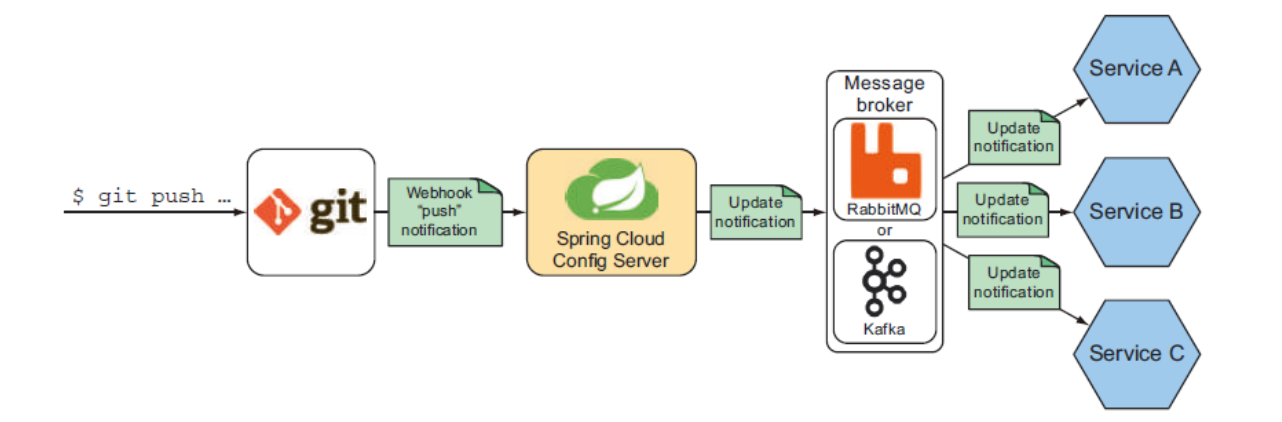 $ git push …
git
Webhook
“push”
notification
Spring Cloud
Config Server
Update
notification
Message
broker
RabbitMQ
or
Kafka
Update
notification
Update
notification
Update
notification
Service A
Service B
Service C